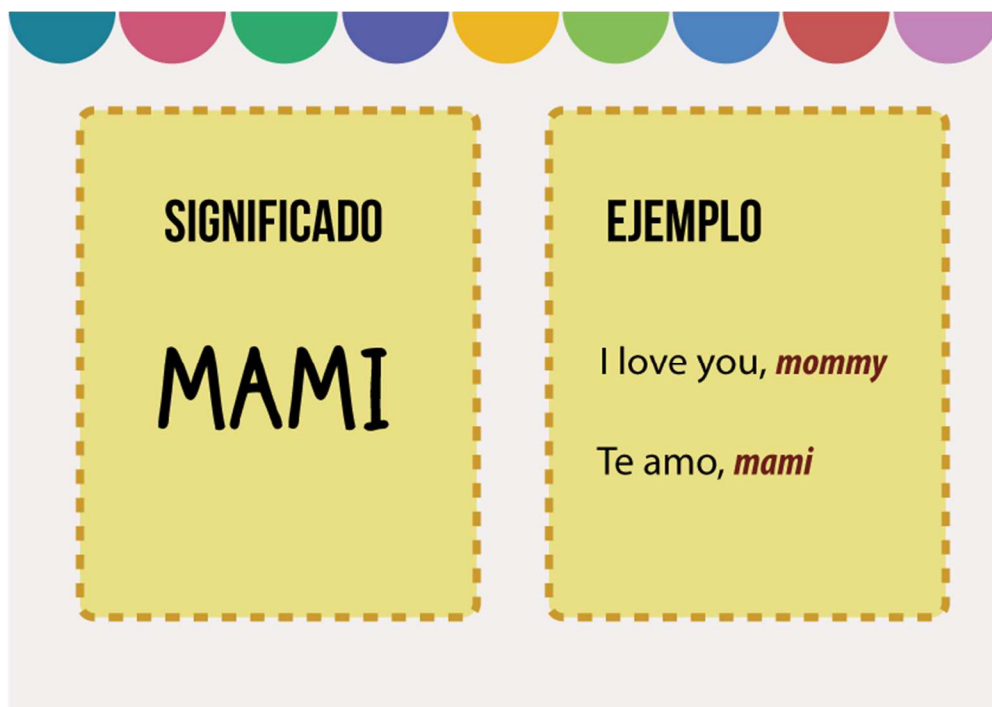 SIGNIFICADO
MAMI
EJEMPLO
I love you, mommy
Te amo, mami